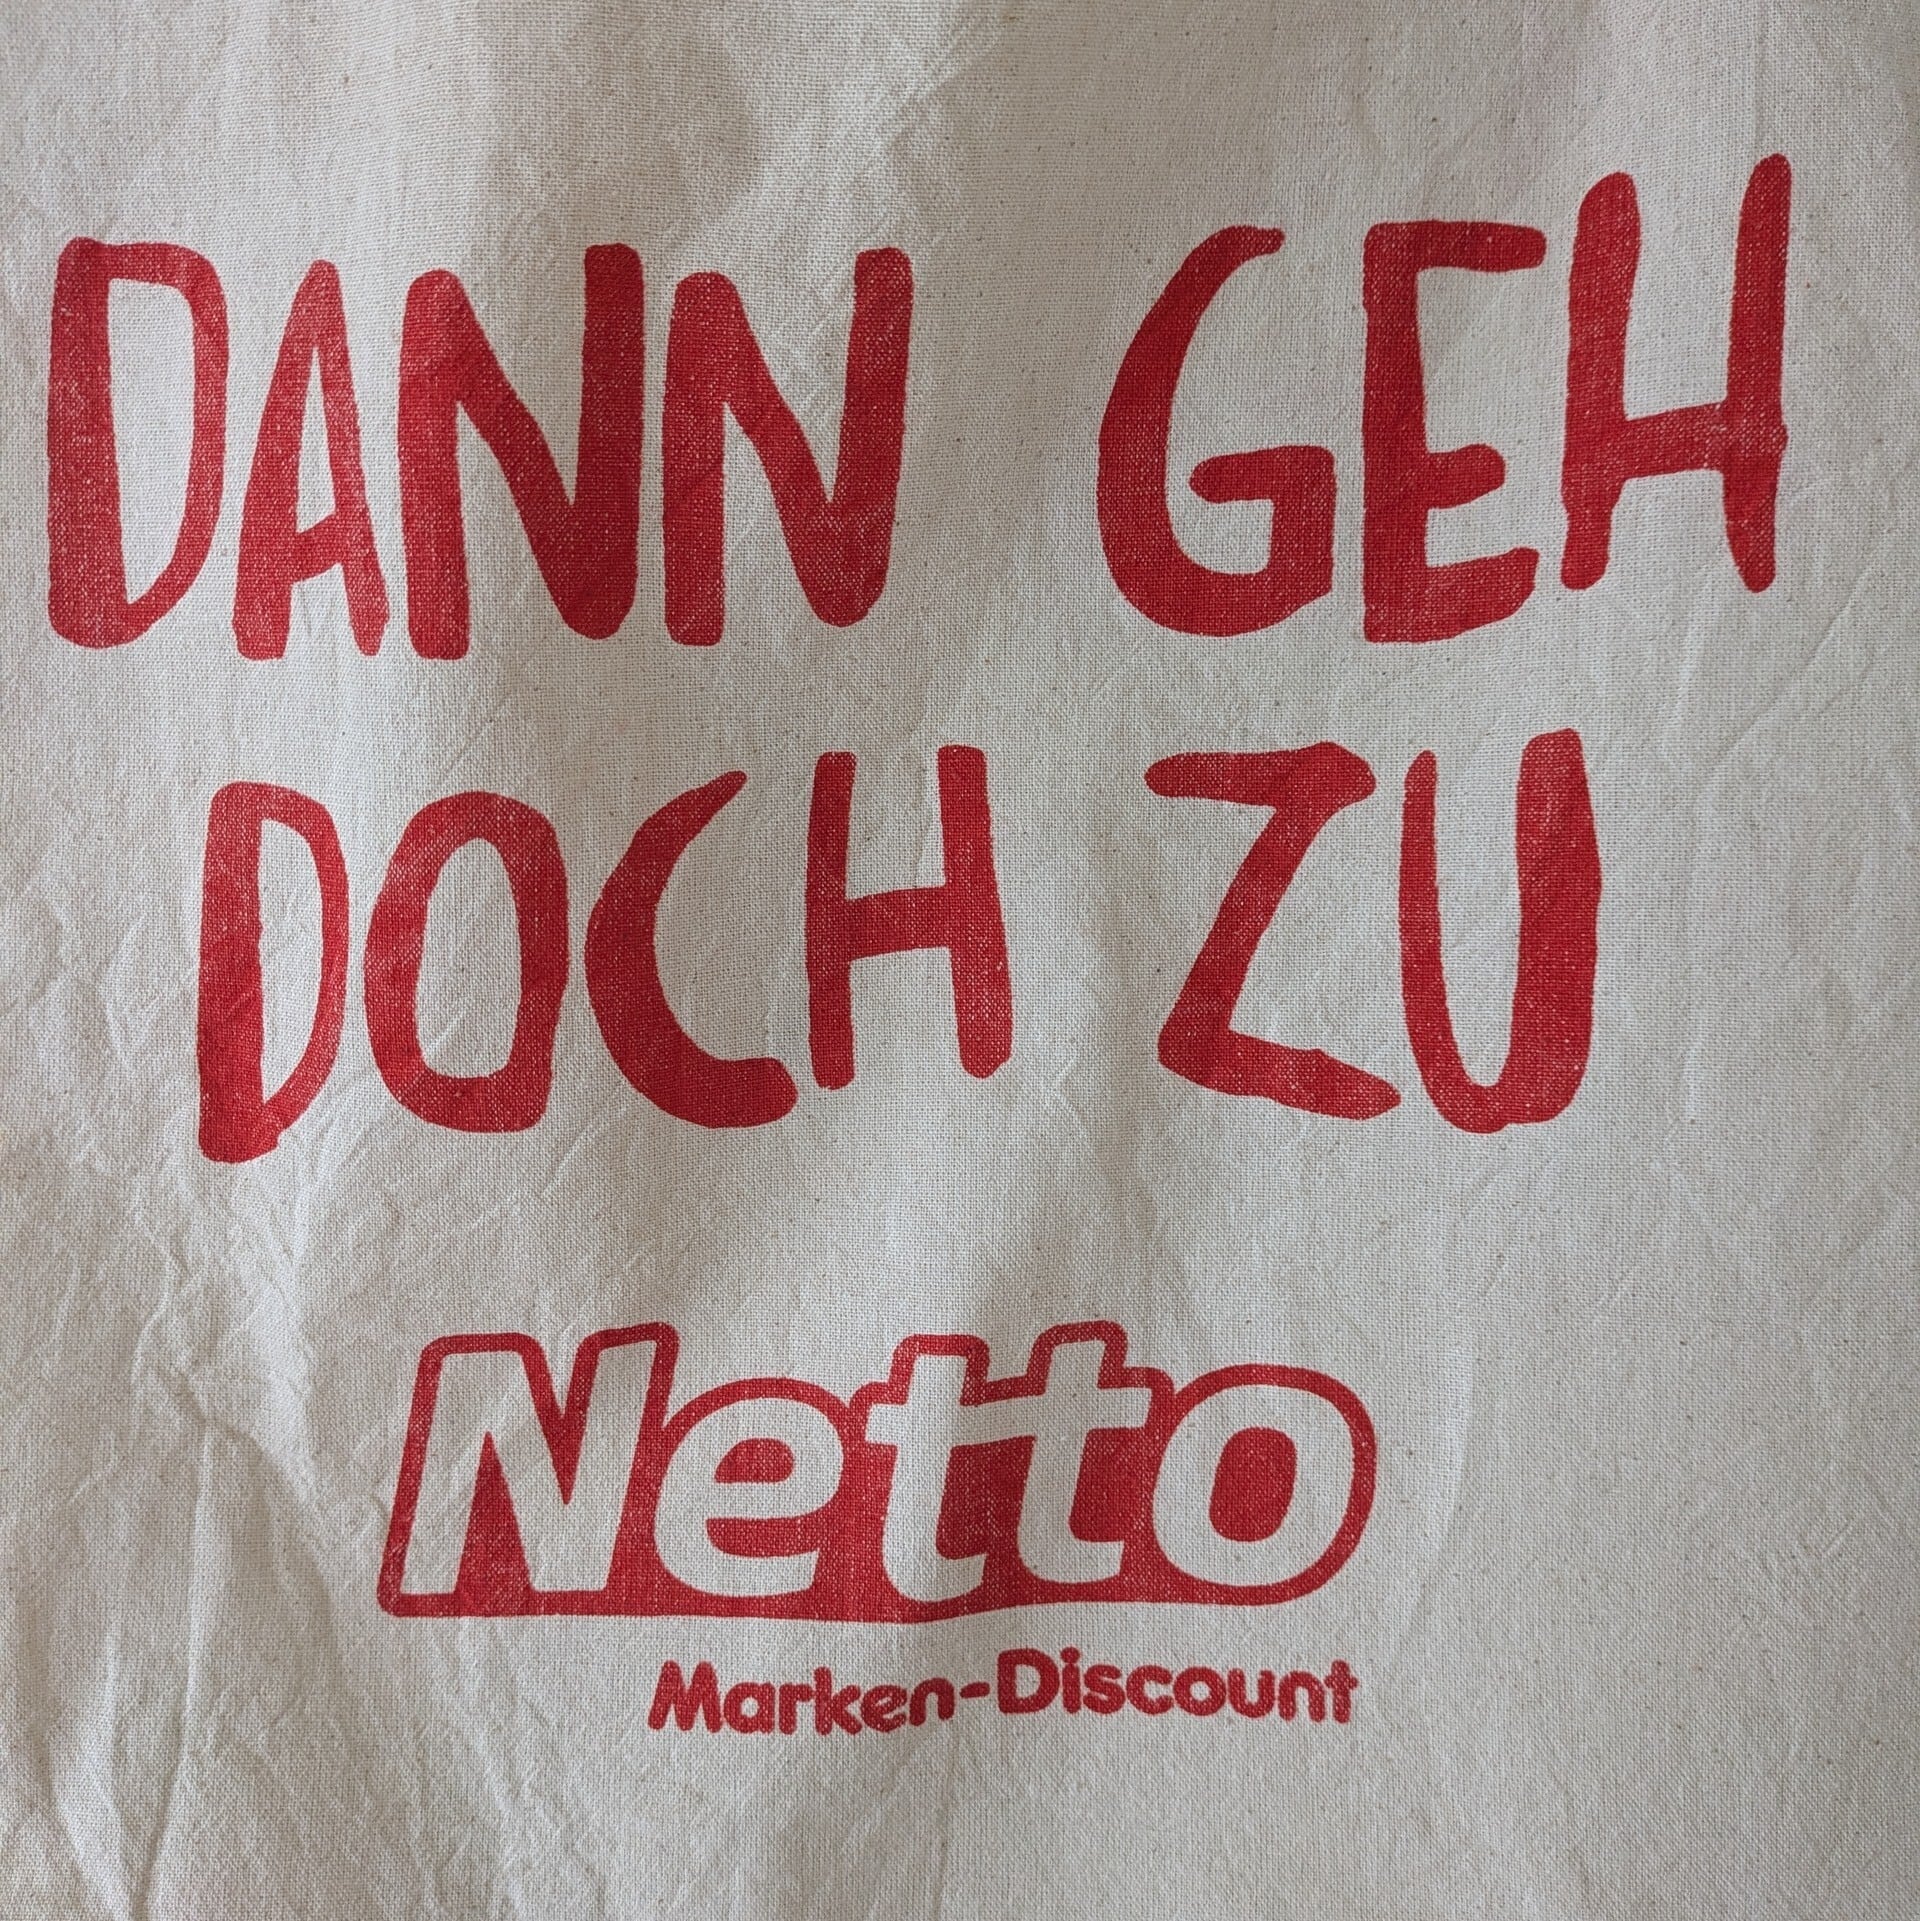 DANN GEH
DOCH ZU
Netto
Marken-Discount